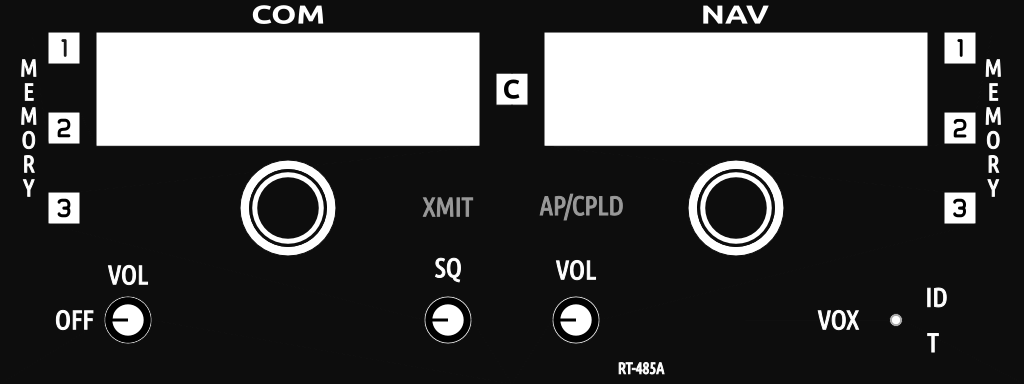 COM
NAV
1
1
MEMORY
MEMORY
C
2
2
3
3
XMIT
AP/CPLD
VOL
SQ
VOL
OFF
VOX
ID
T
RT-485A